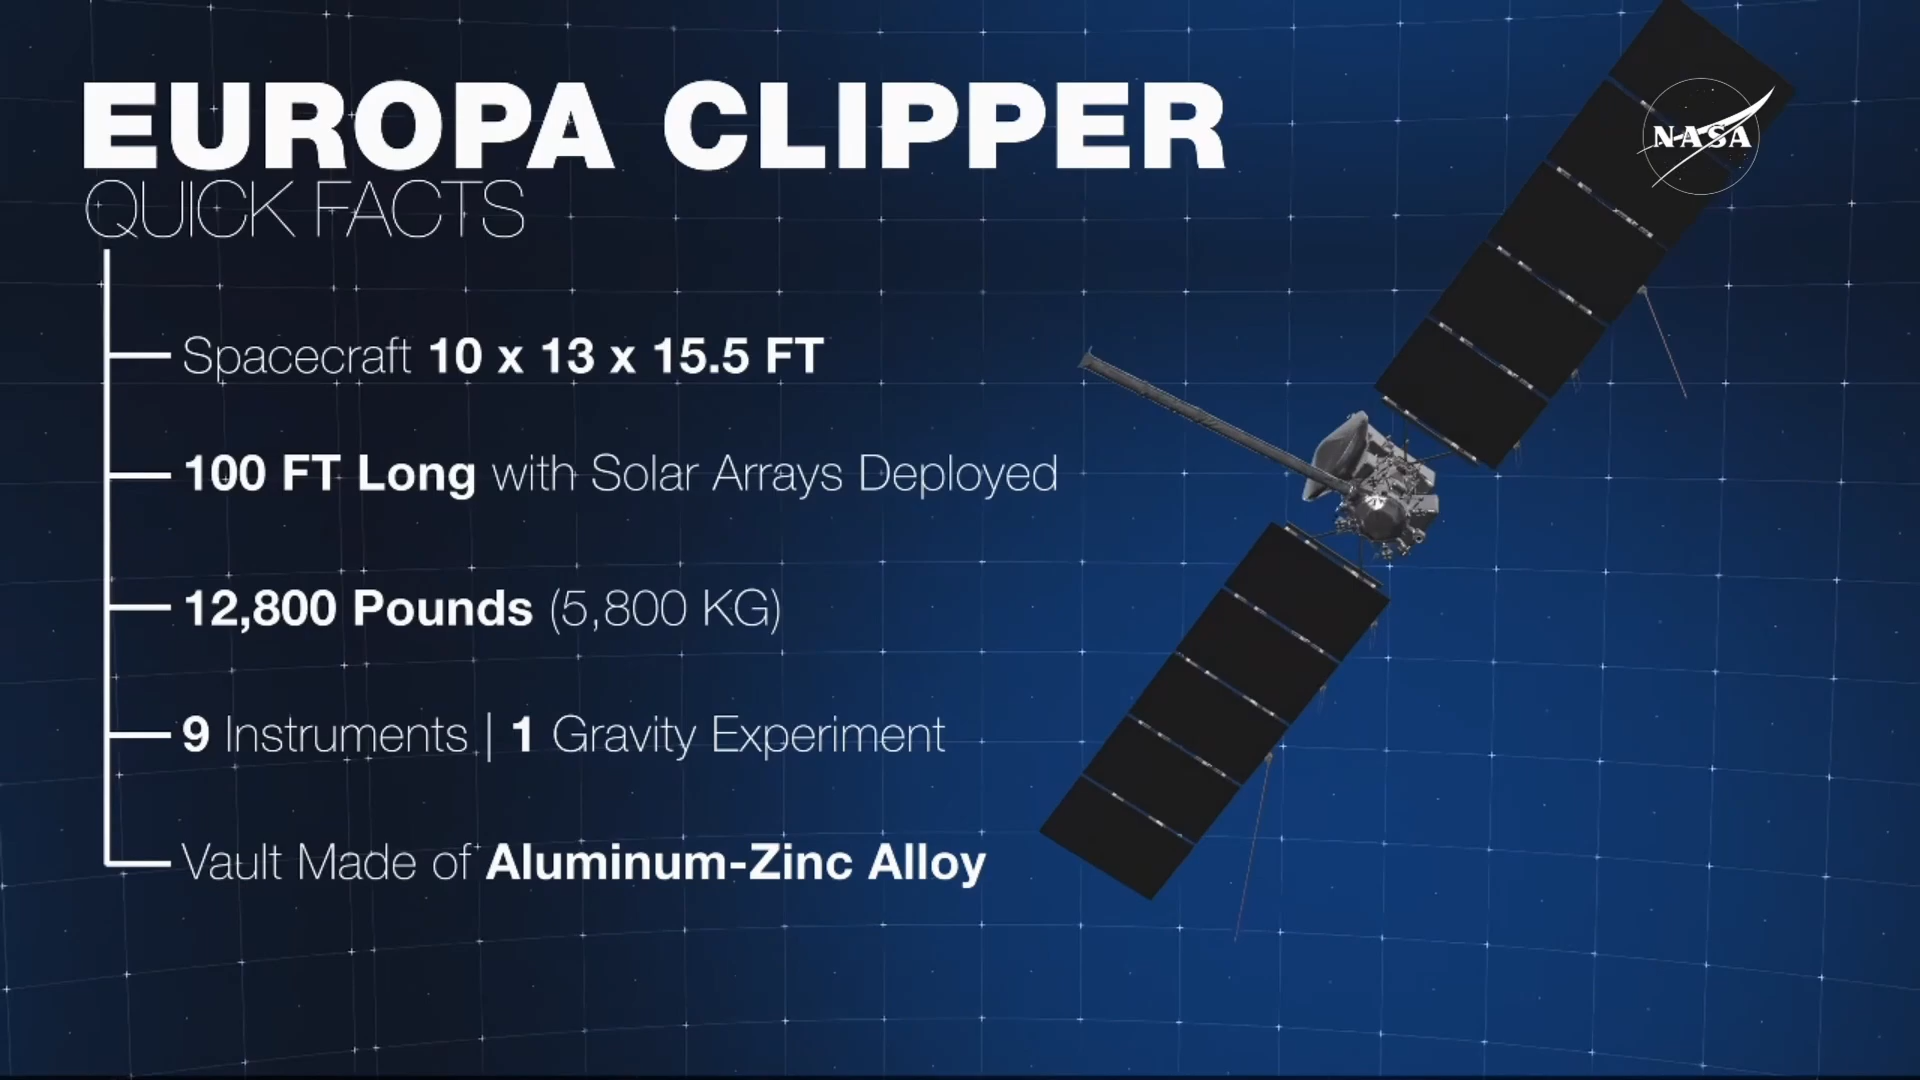 EUROPA CLIPPER
QUICK FACTS
NASA
Spacecraft 10 x 13 x 15.5 FT
100 FT Long with Solar Arrays Deployed
12,800 Pounds (5,800 KG)
9 Instruments | 1 Gravity Experiment
Vault Made of Aluminum-Zinc Alloy